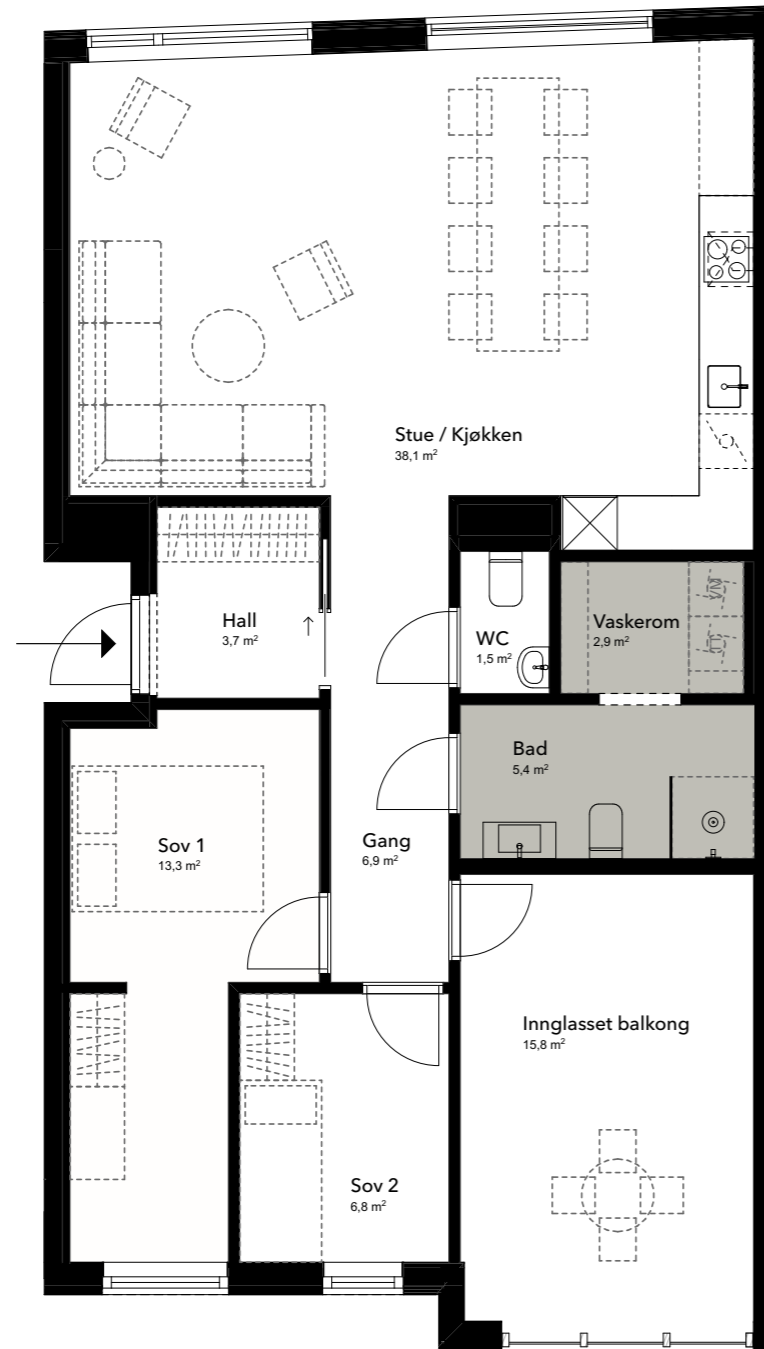 Stue / Kjøkken
38,1 m²
Hall
3,7 m²
WC
1,5 m²
Vaskerom
2,9 m²
VM
TT
Bad
5,4 m²
Sov 1
13,3 m²
Gang
6,9 m²
Innglasset balkong
15,8 m²
Sov 2
6,8 m²